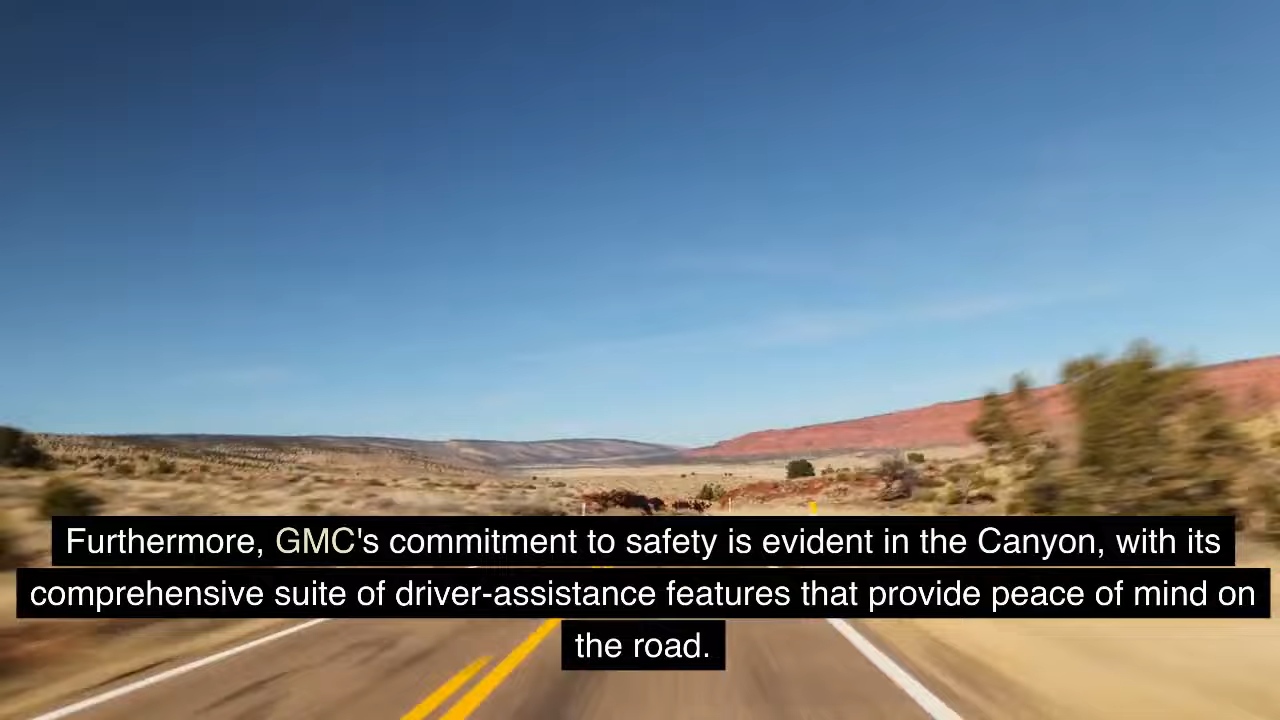 Furthermore, GMC's commitment to safety is evident in the Canyon, with its
comprehensive suite of driver-assistance features that provide peace of mind on
the road.